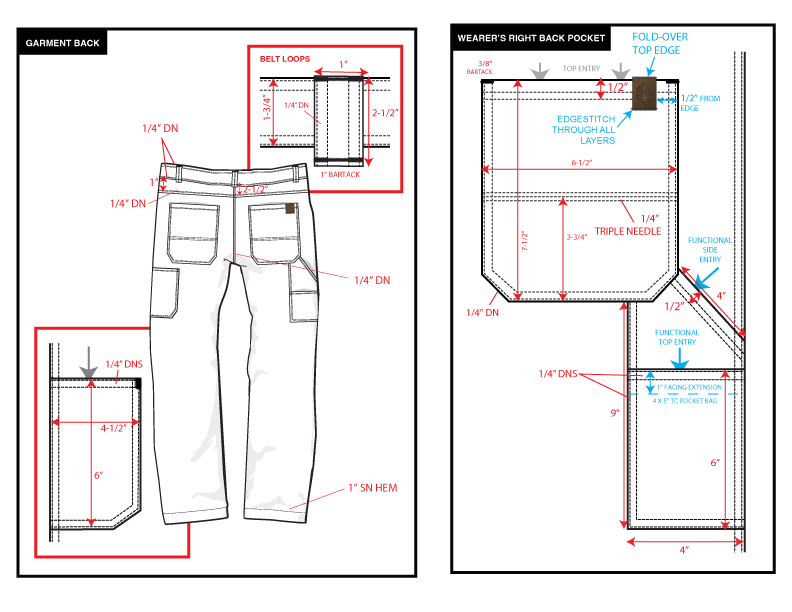 GARMENT BACK
BELT LOOPS
1"
1-3/4"
1/4" DN
2-1/2"
1" BARTACK
1/4" DN
1"
2-1/2"
1/4" DN
1/4" DN
1/4" DNS
4-1/2"
6"
1" SN HEM
WEARER'S RIGHT BACK POCKET
FOLD-OVER
TOP EDGE
3/8"
BARTACK
TOP ENTRY
1/2"
1/2" FROM
EDGE
EDGESTITCH
THROUGH ALL
LAYERS
6-1/2"
7-1/2"
3-3/4"
1/4"
TRIPLE NEEDLE
FUNCTIONAL
SIDE
ENTRY
4"
1/2"
1/4" DN
FUNCTIONAL
TOP ENTRY
1/4" DNS
1" FACING EXTENSION
4 X 5" TC POCKET BAG
9"
6"
4"